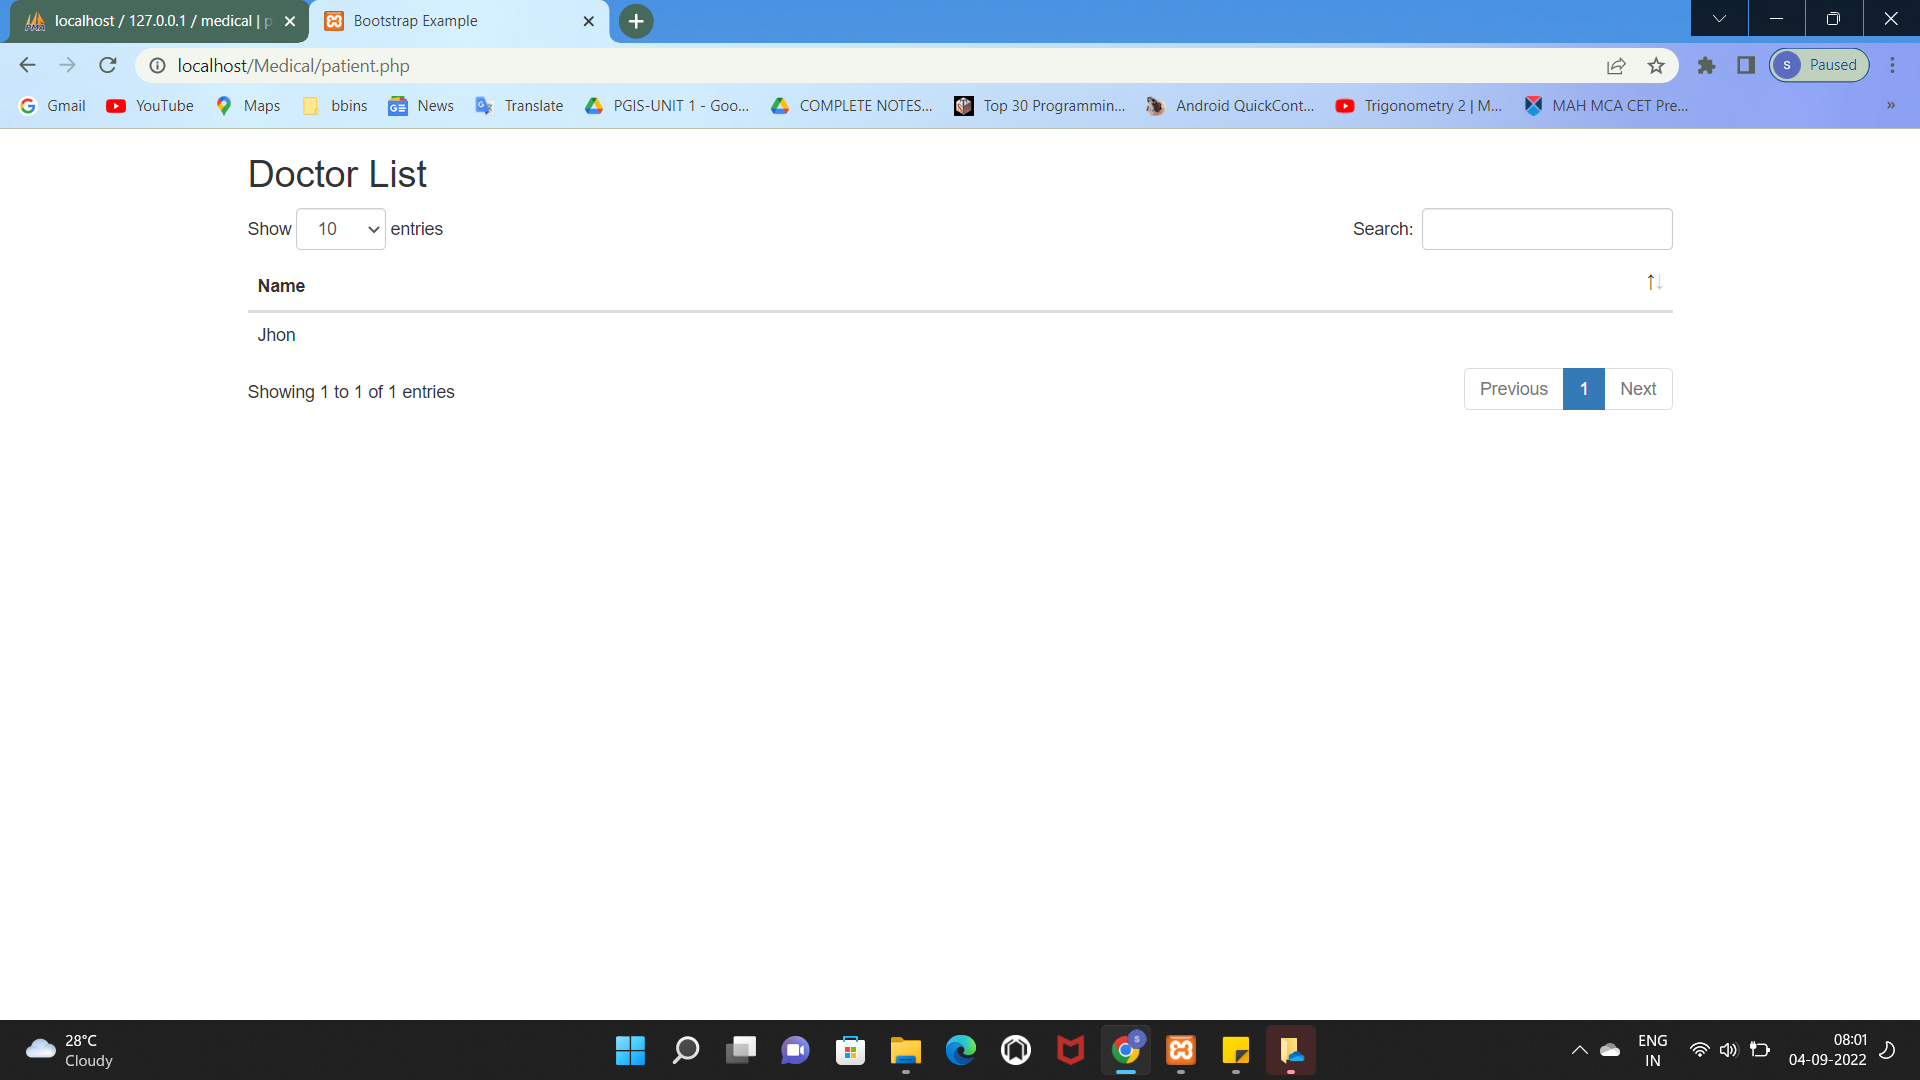 localhost / 127.0.0.1 / medical | p
Bootstrap Example
localhost/Medical/patient.php
S Paused
Gmail YouTube Maps bbins News Translate PGIS-UNIT 1 - Goo... COMPLETE NOTES... Top 30 Programmin... Android QuickCont... Trigonometry 2 | M... MAH MCA CET Pre... »
Doctor List
Show 10 entries
Search:
Name
Jhon
Showing 1 to 1 of 1 entries
Previous 1 Next
28°C
Cloudy
ENG
IN
08:01
04-09-2022